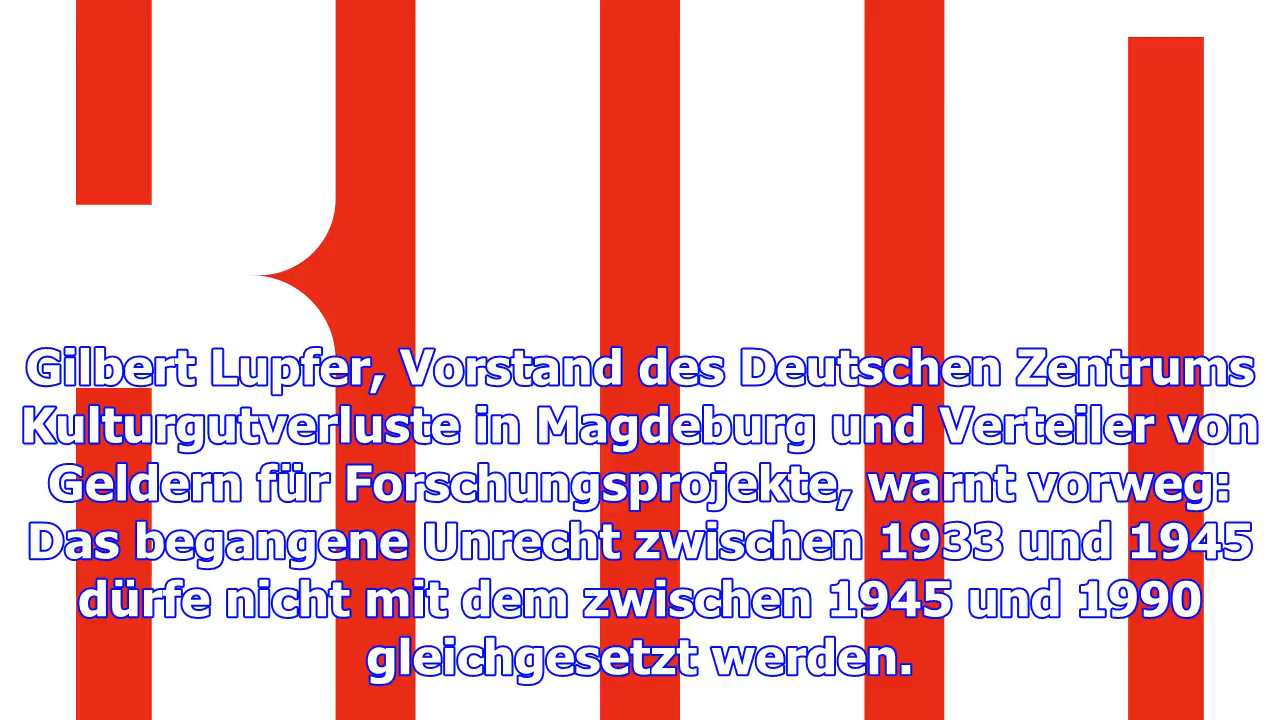 Gilbert Lupfer, Vorstand des Deutschen Zentrums
Kulturgutverluste in Magdeburg und Verteiler von
Geldern für Forschungsprojekte, warnt vorweg:
Das begangene Unrecht zwischen 1933 und 1945
dürfe nicht mit dem zwischen 1945 und 1990
gleichgesetzt werden.